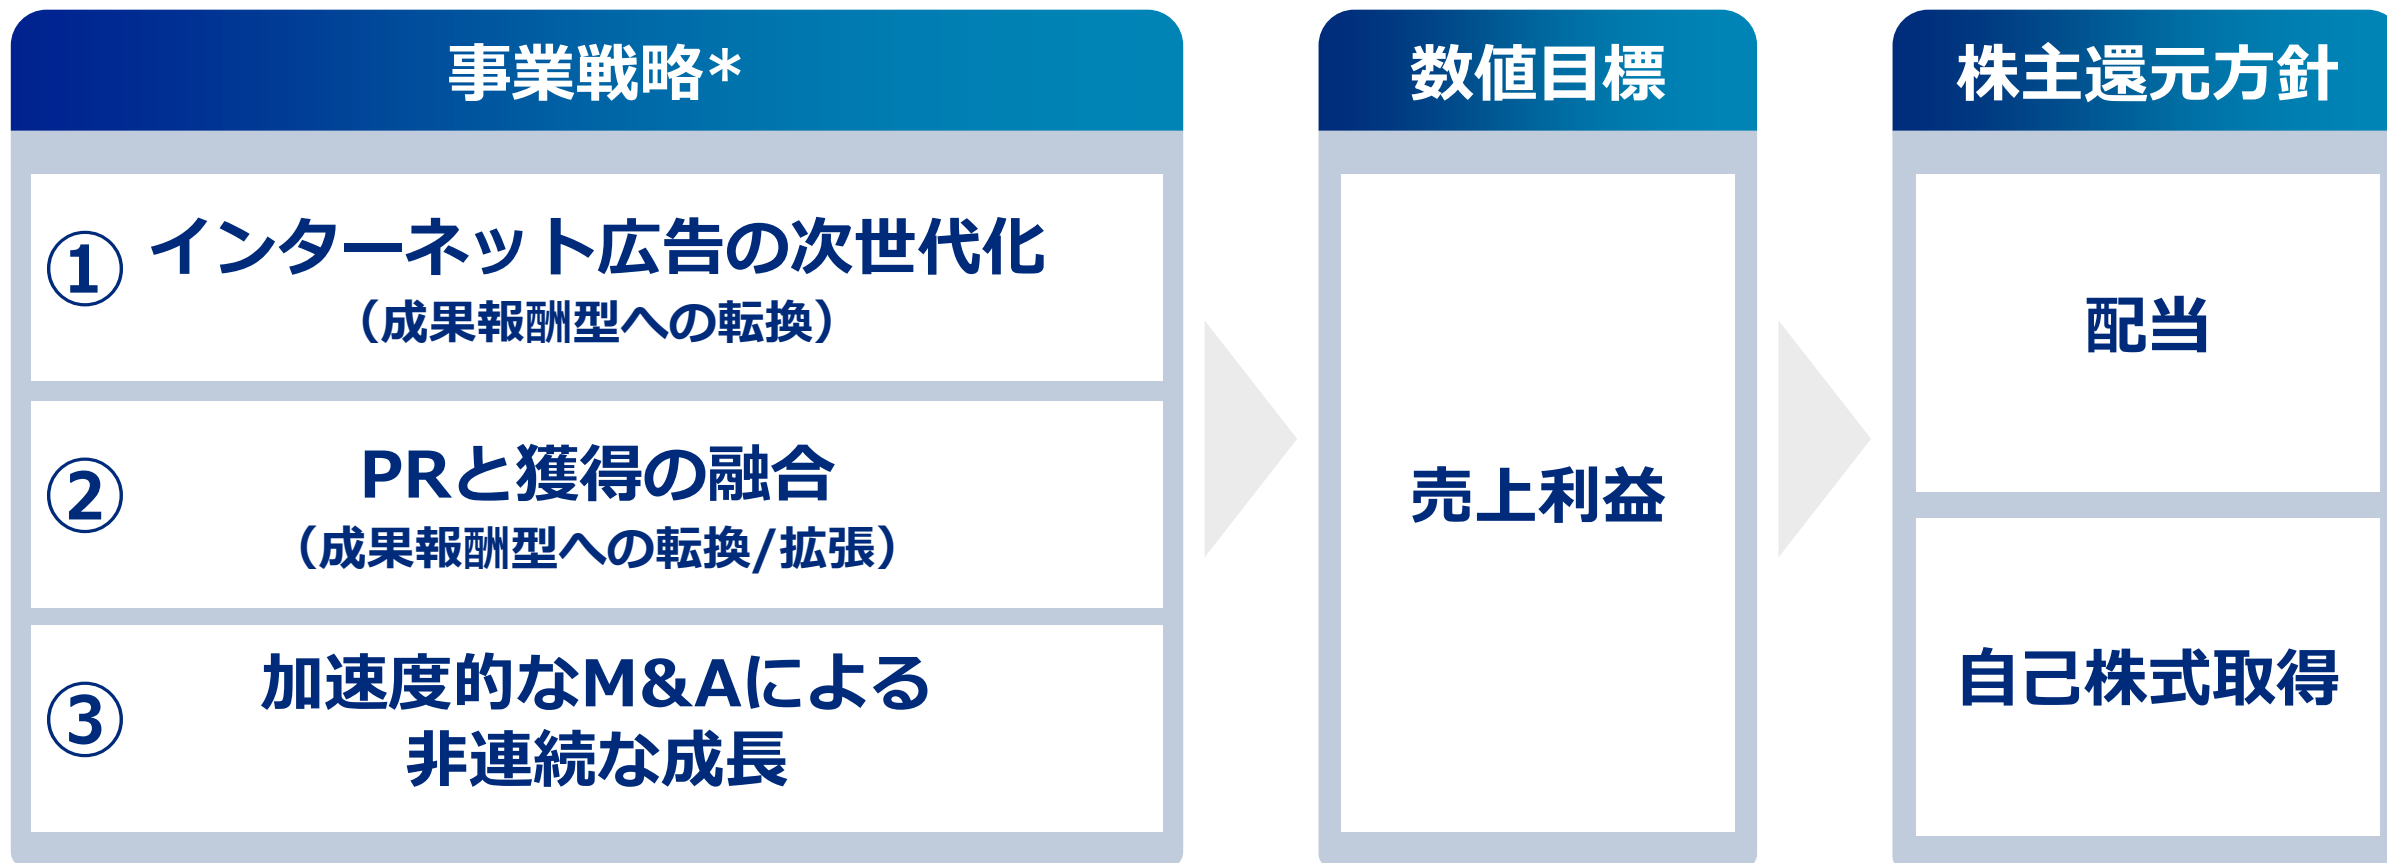 事業戦略*
①
インターネット広告の次世代化
（成果報酬型への転換）
②
PRと獲得の融合
（成果報酬型への転換/拡張）
③
加速度的なM&Aによる
非連続な成長
数値目標
売上利益
株主還元方針
配当
自己株式取得